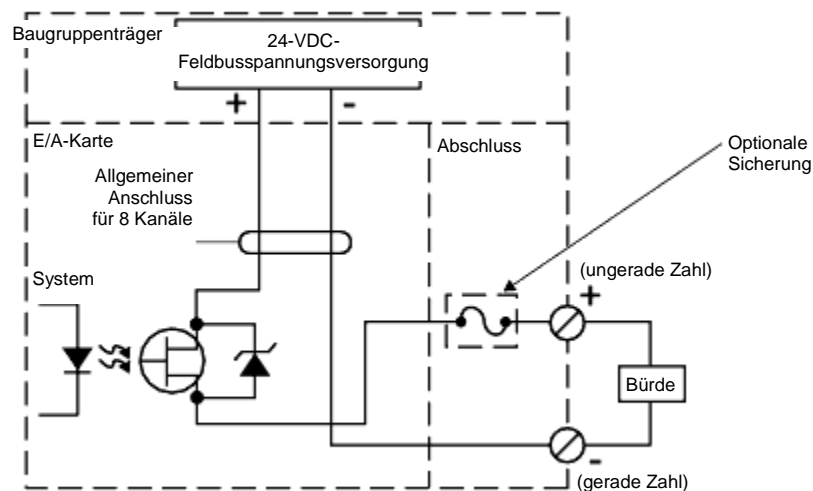 Baugruppenträger
24-VDC-
Feldbusspannungsversorgung
+ -
E/A-Karte
Abschluss
Optionale
Sicherung
Allgemeiner
Anschluss
für 8 Kanäle
System
(ungerade Zahl)
+
Bürde
-
(gerade Zahl)